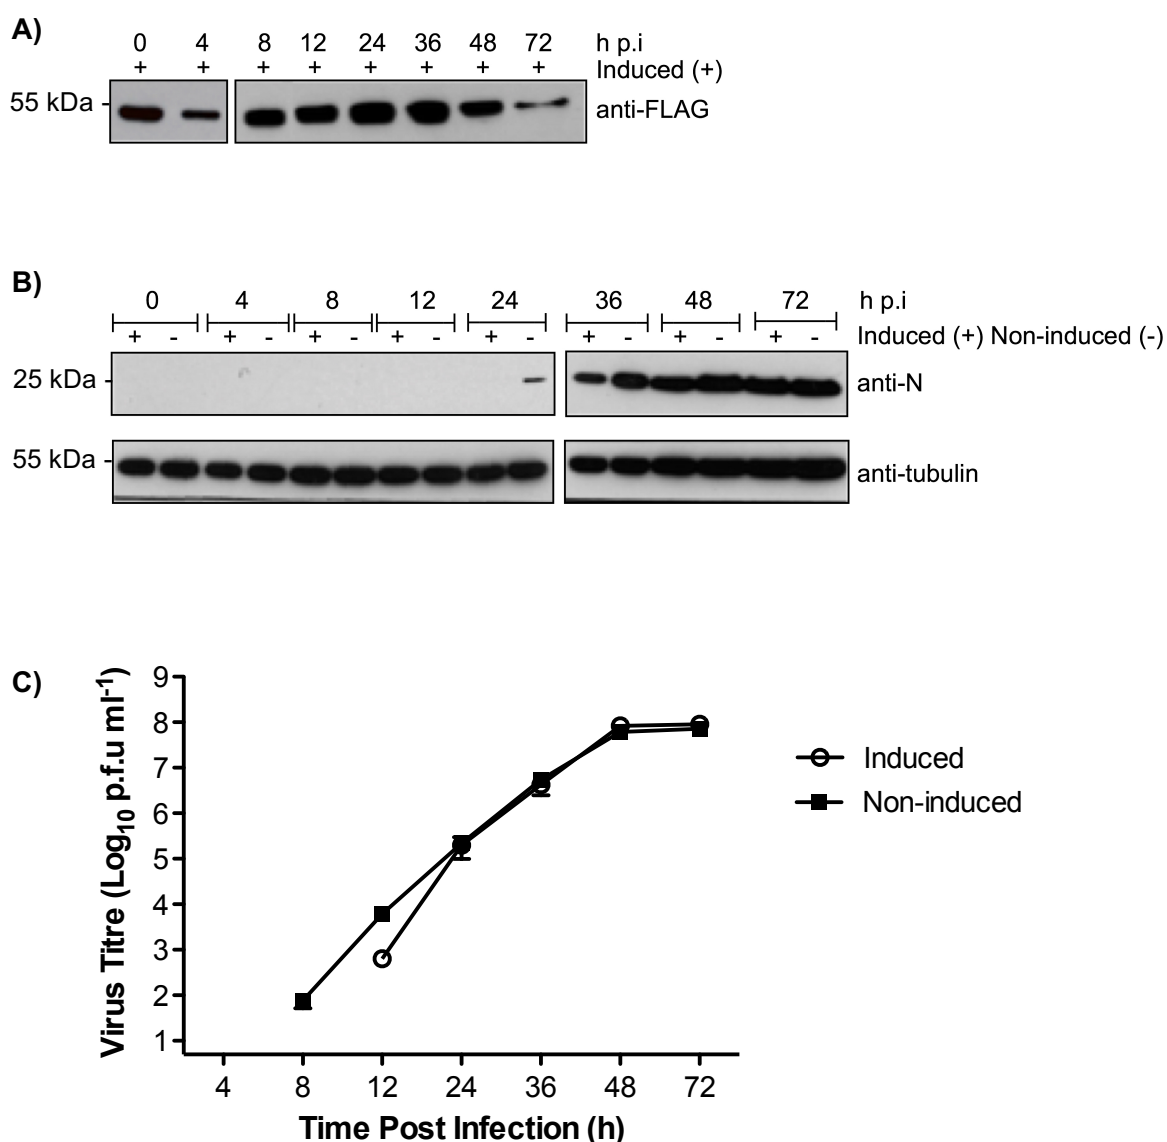 A)
0 4 8 12 24 36 48 72 h p.i
+ + + + + + + + Induced (+)
55 kDa anti-FLAG
B)
0 4 8 12 24 36 48 72 h p.i
+ - + - + - + - + - + - + - + - Induced (+) Non-induced (-)
25 kDa anti-N
55 kDa anti-tubulin
C)
Virus Titre (Log10 p.f.u ml-1)
9
8
7
6
5
4
3
2
1
Induced
Non-induced
4 8 12 24 36 48 72
Time Post Infection (h)